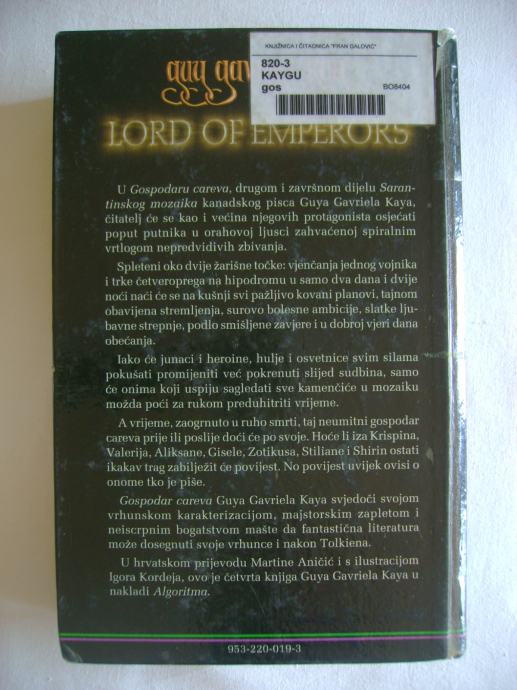 KNJIŽNICA I ČITAONICA "FRAN GALOVIĆ"
820-3
KAYGU
gos
BO8404
guy gav
LORD OF EMPERORS
U Gospodaru careva, drugom i završnom dijelu Saran-
tinskog mozaika kanadskog pisca Guya Gavriela Kaya,
čitatelj će se kao i većina njegovih protagonista osjećati
poput putnika u orahovoj ljusci zahvaćenoj spiralnim
vrtlogom nepredvidivih zbivanja.
Spleteni oko dvije žarišne točke: vjenčanja jednog vojnika
i trke četveroprega na hipodromu u samo dva dana i dvije
noći naći će se na kušnji svi pažljivo kovani planovi, tajnom
obavijena stremljenja, surovo bolesne ambicije, slatke lju-
bavne strepnje, podlo smišljene zavjere i u dobroj vjeri dana
obećanja.
Iako će junaci i heroine, hulje i osvetnice svim silama
pokušati promijeniti već pokrenuti slijed sudbina, samo
će onima koji uspiju sagledati sve kamenčiće u mozaiku
možda poći za rukom preduhitriti vrijeme.
A vrijeme, zaogrnuto u ruho smrti, taj neumitni gospodar
careva prije ili poslije doći će po svoje. Hoće li iza Krispina,
Valerija, Aliksane, Gisele, Zotikusa, Stiliane i Shirin ostati
ikakav trag zabilježit će povijest. No povijest uvijek ovisi o
onome tko je piše.
Gospodar careva Guya Gavriela Kaya svjedoči svojom
vrhunskom karakterizacijom, majstorskim zapletom i
neiscrpnim bogatstvom mašte da fantastična literatura
može dosegnuti svoje vrhunce i nakon Tolkiena.
U hrvatskom prijevodu Martine Aničić i s ilustracijom
Igora Kordeja, ovo je četvrta knjiga Guya Gavriela Kaya u
nakladi Algoritma.
953-220-019-3